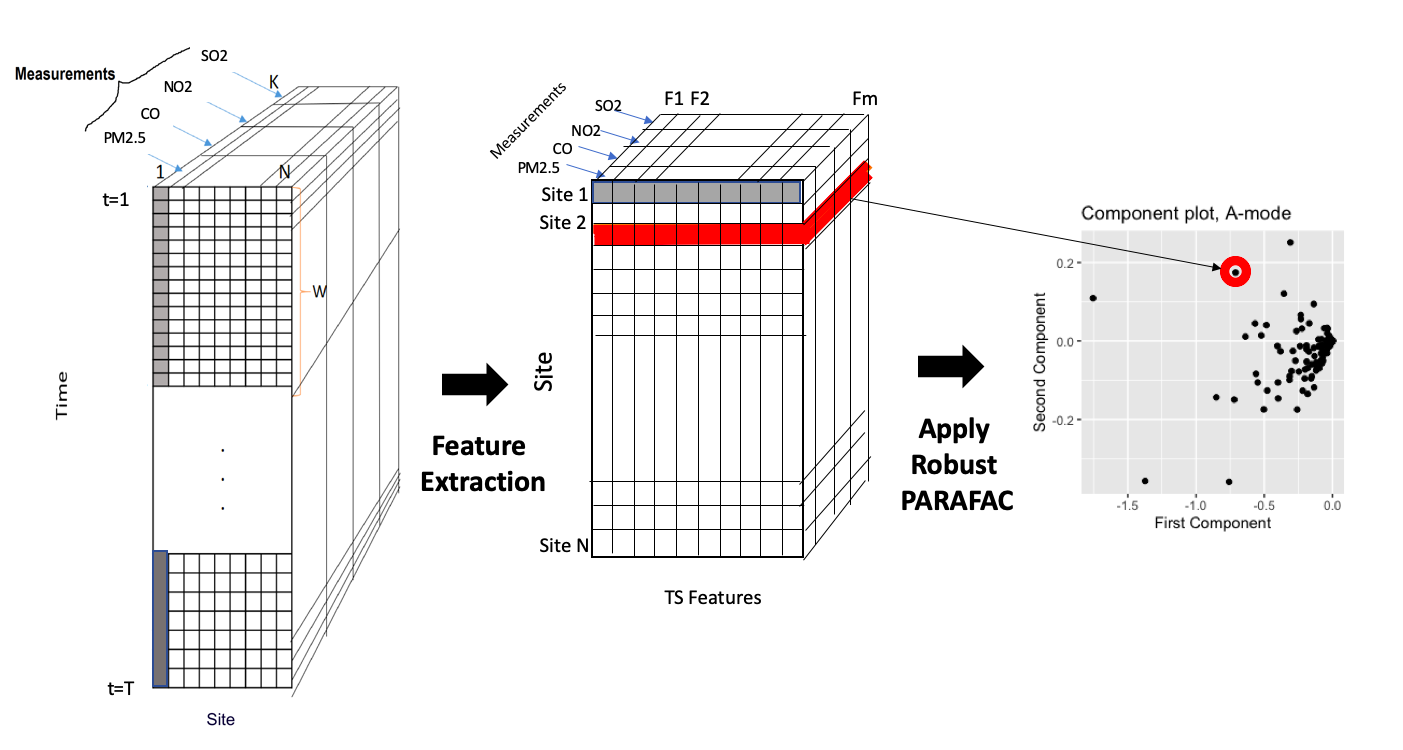 Measurements
SO2
NO2
CO
PM2.5
K
1
N
t=1
W
Time
.
.
.
t=T
Site
Feature
Extraction
Measurements
SO2
NO2
CO
PM2.5
F1 F2
Fm
Site 1
Site 2
Site
Site N
TS Features
Apply
Robust
PARAFAC
Component plot, A-mode
Second Component
0.2
0.0
-0.2
-1.5
-1.0
-0.5
0.0
First Component